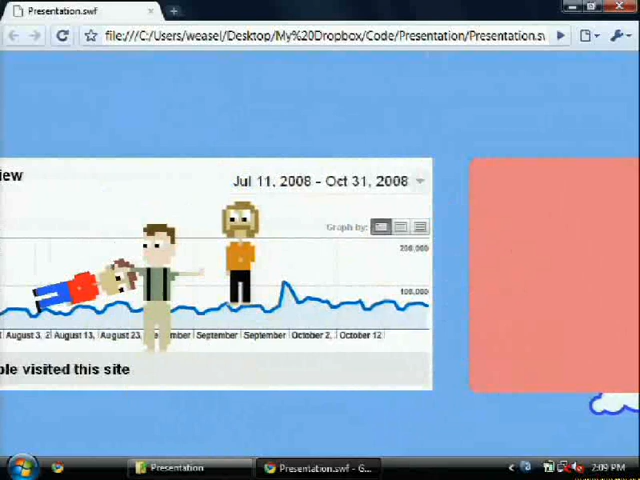 Presentation.swf
file:///C:/Users/weasel/Desktop/My%20Dropbox/Code/Presentation/Presentation.sw
iew
Jul 11, 2008 - Oct 31, 2008
Graph by:
200,000
100,000
August 3, 2 August 13, August 23, ember September September October 2, October 12
ple visited this site
Presentation
Presentation.swf - G...
2:09 PM